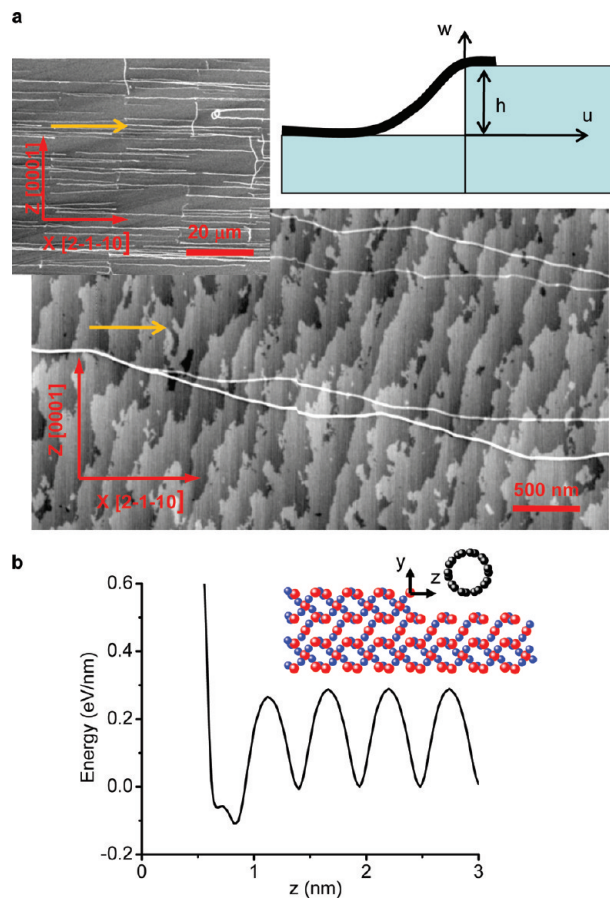 a
w
h
u
Z [0001]
X [2-1-10]
20 μm
Z [0001]
X [2-1-10]
500 nm
b
y
z
0.6
0.4
0.2
0.0
-0.2
Energy (eV/nm)
0
1
2
3
z (nm)